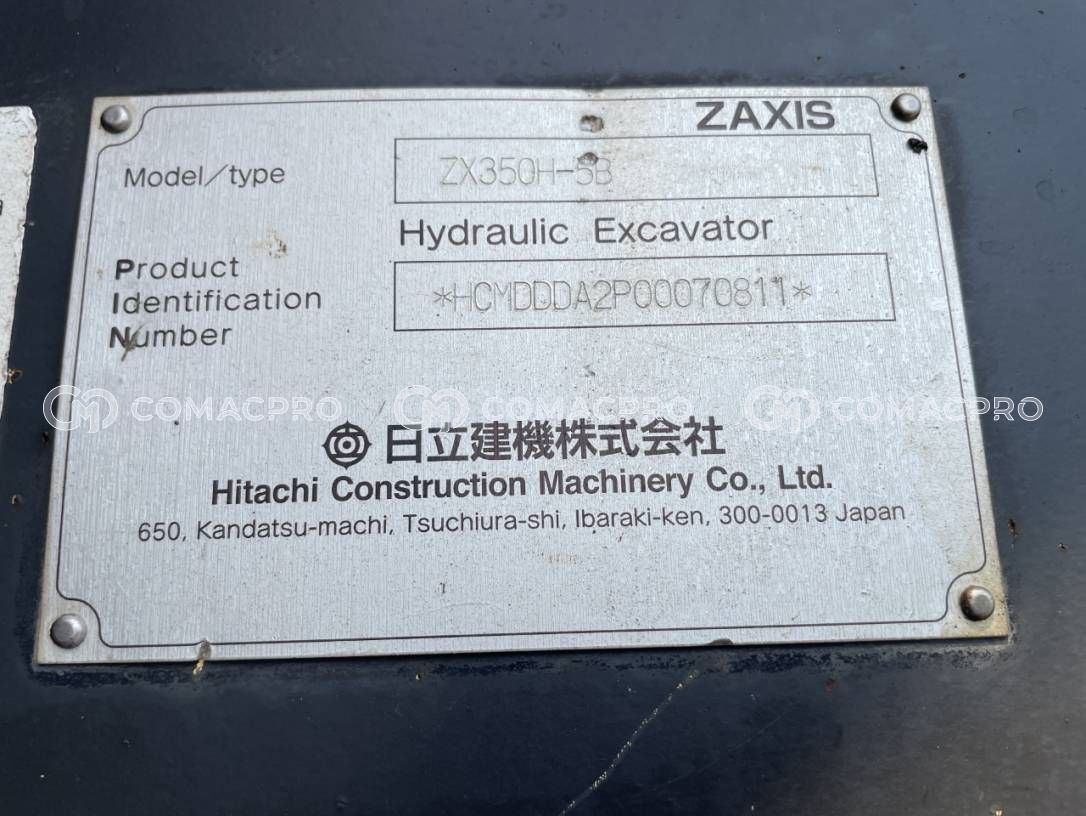 ZAXIS
Model/type
ZX350H-5B
Hydraulic Excavator
Product
Identification
Number
*HCMDDDA2P00070811*
COMACPRO COMACPRO COMACPRO
日立建機株式会社
Hitachi Construction Machinery Co., Ltd.
650, Kandatsu-machi, Tsuchiura-shi, Ibaraki-ken, 300-0013 Japan